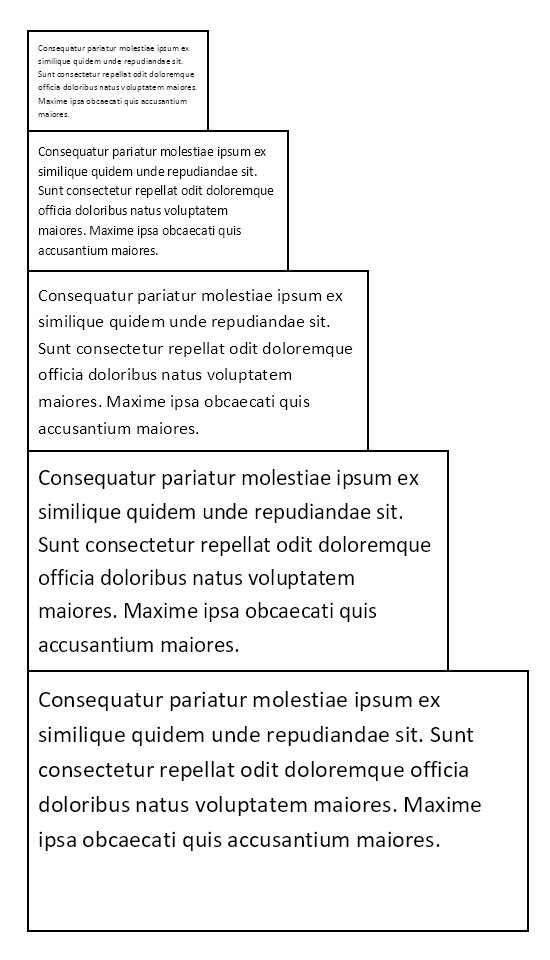 Consequatur pariatur molestiae ipsum ex
similique quidem unde repudiandae sit.
Sunt consectetur repellat odit doloremque
officia doloribus natus voluptatem maiores.
Maxime ipsa obcaecati quis accusantium
maiores.
Consequatur pariatur molestiae ipsum ex
similique quidem unde repudiandae sit.
Sunt consectetur repellat odit doloremque
officia doloribus natus voluptatem
maiores. Maxime ipsa obcaecati quis
accusantium maiores.
Consequatur pariatur molestiae ipsum ex
similique quidem unde repudiandae sit.
Sunt consectetur repellat odit doloremque
officia doloribus natus voluptatem
maiores. Maxime ipsa obcaecati quis
accusantium maiores.
Consequatur pariatur molestiae ipsum ex
similique quidem unde repudiandae sit.
Sunt consectetur repellat odit doloremque
officia doloribus natus voluptatem
maiores. Maxime ipsa obcaecati quis
accusantium maiores.
Consequatur pariatur molestiae ipsum ex
similique quidem unde repudiandae sit. Sunt
consectetur repellat odit doloremque officia
doloribus natus voluptatem maiores. Maxime
ipsa obcaecati quis accusantium maiores.